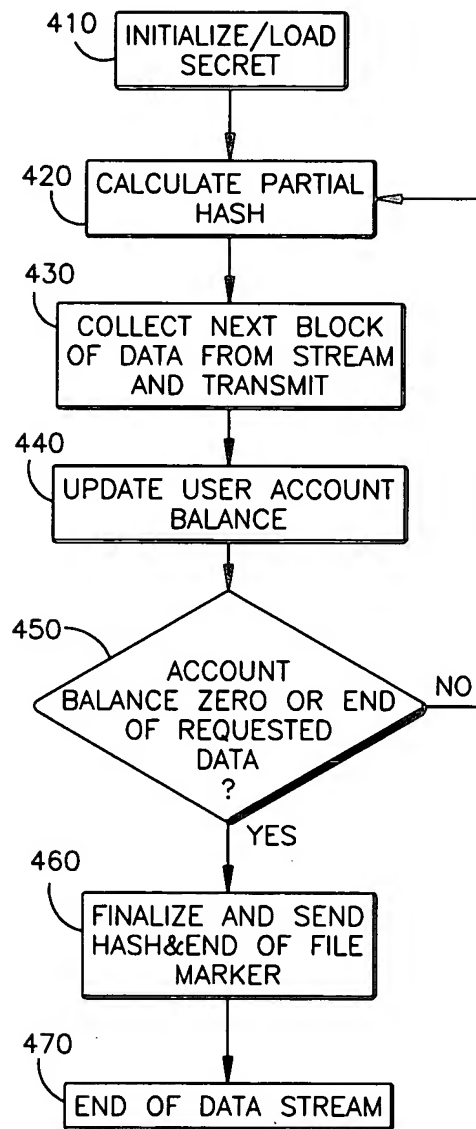 410
INITIALIZE/LOAD
SECRET
420
CALCULATE PARTIAL
HASH
430
COLLECT NEXT BLOCK
OF DATA FROM STREAM
AND TRANSMIT
440
UPDATE USER ACCOUNT
BALANCE
450
ACCOUNT
BALANCE ZERO OR END
OF REQUESTED
DATA
?
NO
YES
460
FINALIZE AND SEND
HASH&END OF FILE
MARKER
470
END OF DATA STREAM